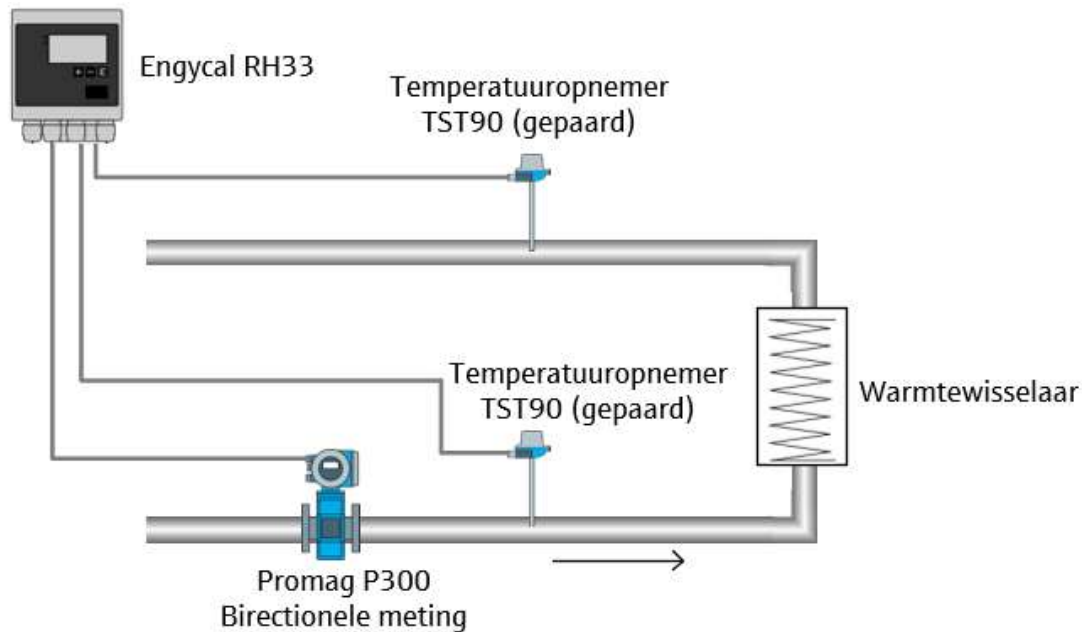 Engycal RH33
Temperatuuropnemer
TST90 (gepaard)
Temperatuuropnemer
TST90 (gepaard)
Warmtewisselaar
Promag P300
Birectionele meting